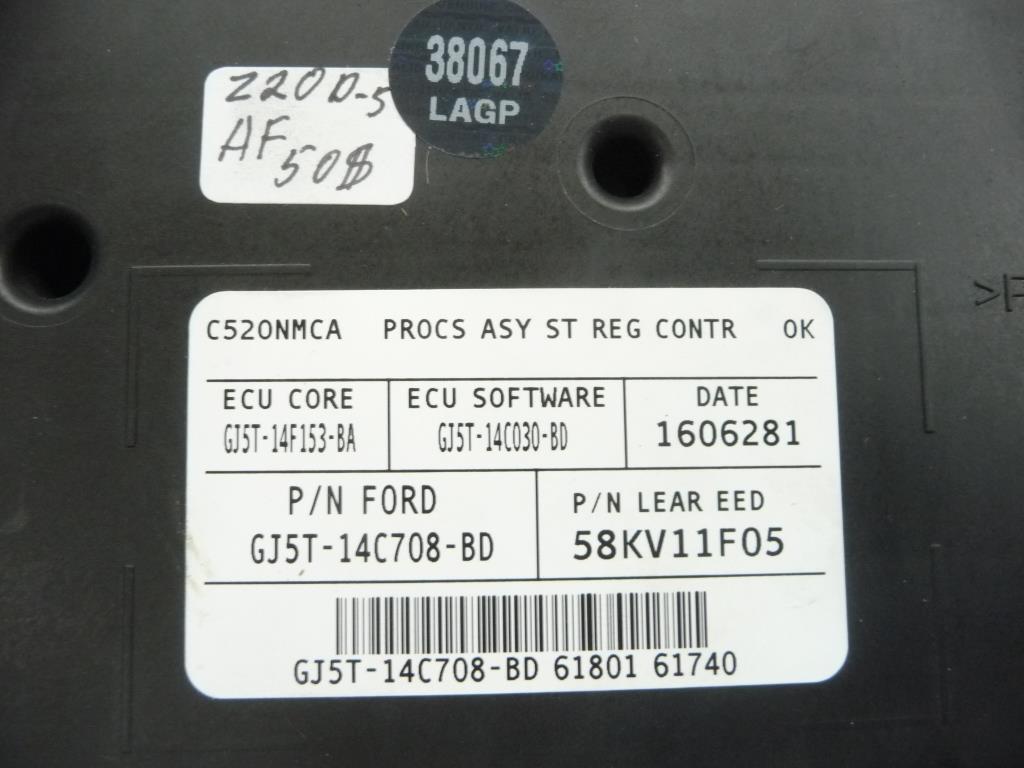 38067
LAGP
220D-5
AF
50$
C520NMCA PROCS ASY ST REG CONTR OK
ECU CORE ECU SOFTWARE DATE
GJ5T-14F153-BA GJ5T-14C030-BD 1606281
P/N FORD P/N LEAR EED
GJ5T-14C708-BD 58KV11F05
GJ5T-14C708-BD 61801 61740